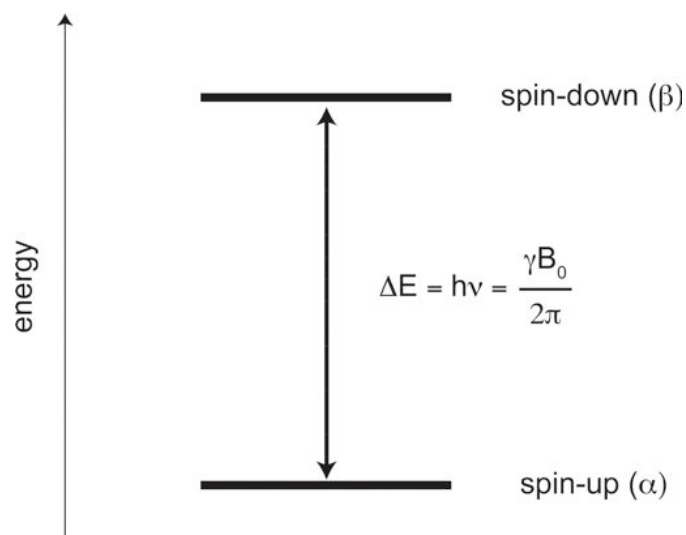 spin-down (β)
energy
ΔE = hν = γB₀
2π
spin-up (α)